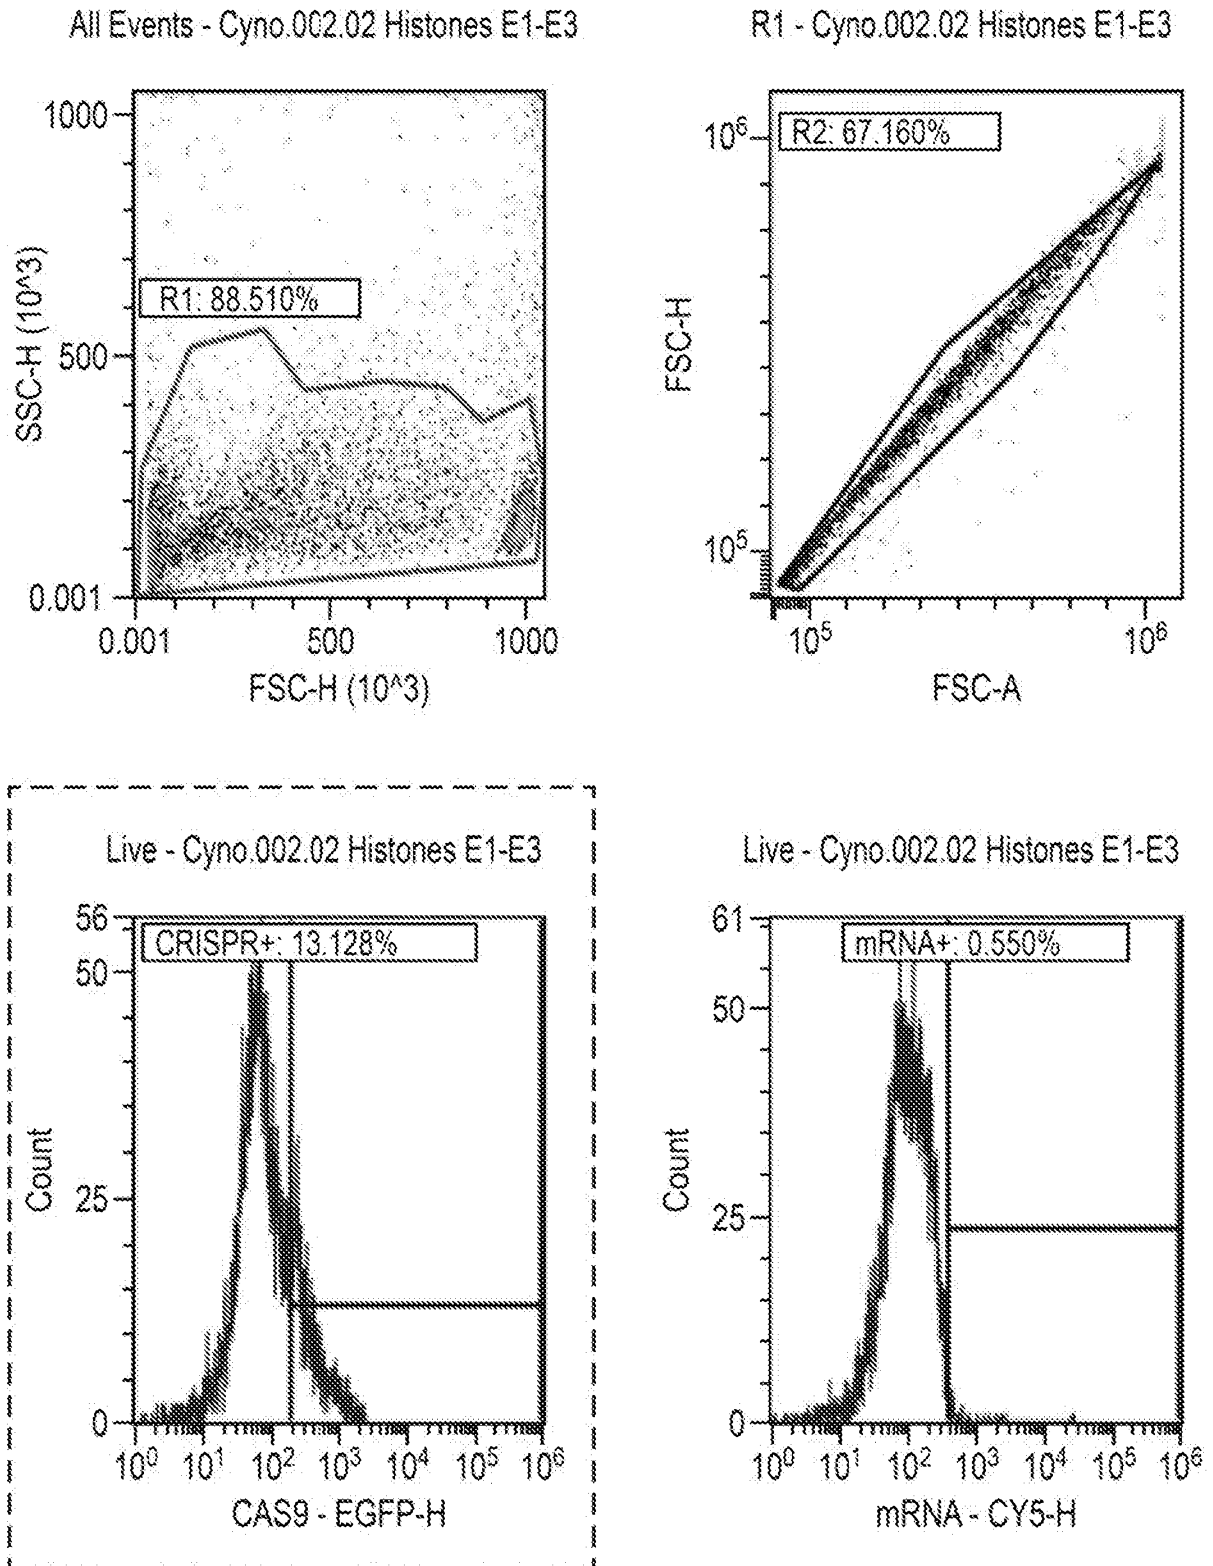 All Events - Cyno.002.02 Histones E1-E3
1000
500
0.001
SSC-H (10^3)
R1: 88.510%
0.001 500 1000
FSC-H (10^3)
R1 - Cyno.002.02 Histones E1-E3
10⁶
10⁵
FSC-H
R2: 67.160%
10⁵ 10⁶
FSC-A
Live - Cyno.002.02 Histones E1-E3
56
50
25
0
Count
CRISPR+: 13.128%
10⁰ 10¹ 10² 10³ 10⁴ 10⁵ 10⁶
CAS9 - EGFP-H
Live - Cyno.002.02 Histones E1-E3
61
50
25
0
Count
mRNA+: 0.550%
10⁰ 10¹ 10² 10³ 10⁴ 10⁵ 10⁶
mRNA - CY5-H